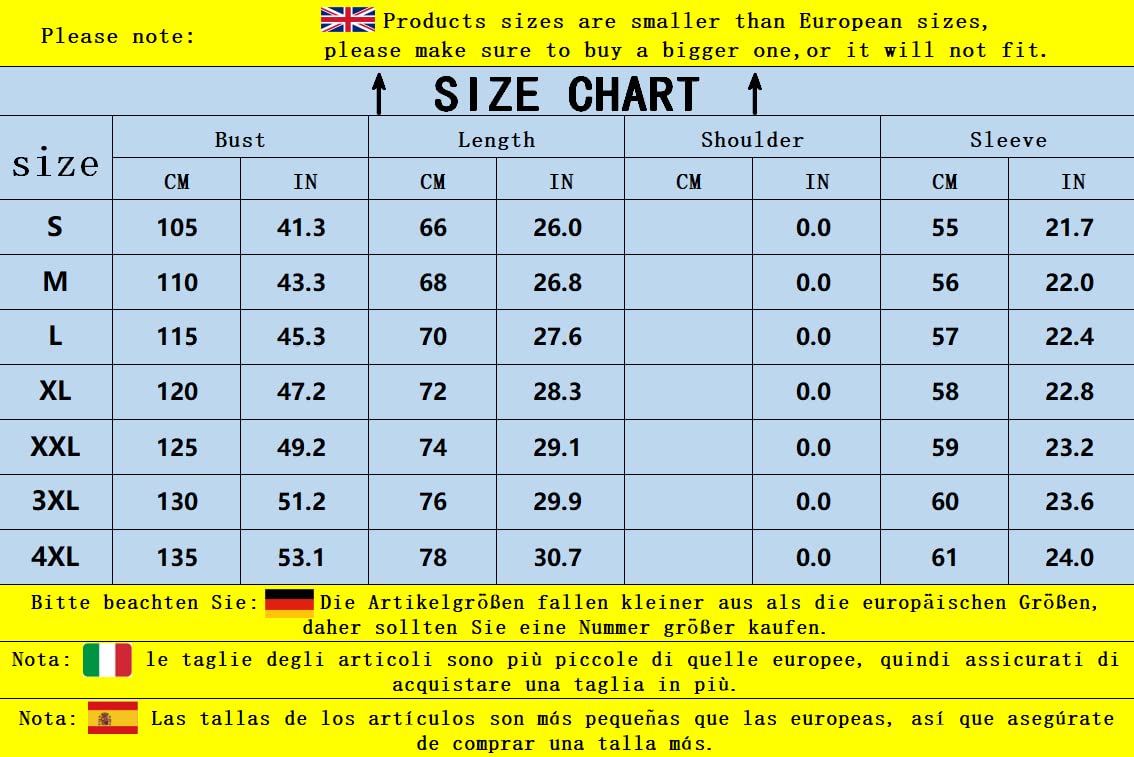 Please note:
Products sizes are smaller than European sizes,
please make sure to buy a bigger one,or it will not fit.
SIZE CHART
size Bust Length Shoulder Sleeve
CM IN CM IN CM IN CM IN
S 105 41.3 66 26.0 0.0 55 21.7
M 110 43.3 68 26.8 0.0 56 22.0
L 115 45.3 70 27.6 0.0 57 22.4
XL 120 47.2 72 28.3 0.0 58 22.8
XXL 125 49.2 74 29.1 0.0 59 23.2
3XL 130 51.2 76 29.9 0.0 60 23.6
4XL 135 53.1 78 30.7 0.0 61 24.0
Bitte beachten Sie: Die Artikelgrößen fallen kleiner aus als die europäischen Größen,
daher sollten Sie eine Nummer größer kaufen.
Nota: le taglie degli articoli sono più piccole di quelle europee, quindi assicurati di
acquistare una taglia in più.
Nota: Las tallas de los artículos son más pequeñas que las europeas, así que asegúrate
de comprar una talla más.